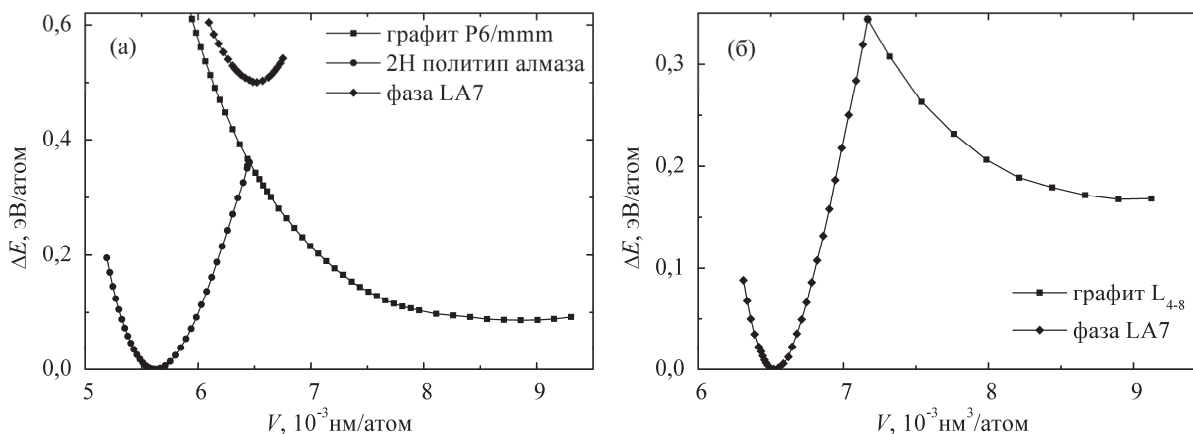 (а)
графит P6/mmm
2H политип алмаза
фаза LA7
0,6
0,4
0,2
0,0
ΔE, эВ/атом
5 6 7 8 9
V, 10⁻³нм/атом
(б)
0,3
0,2
0,1
0,0
ΔE, эВ/атом
графит L₄₋₈
фаза LA7
6 7 8 9
V, 10⁻³нм³/атом